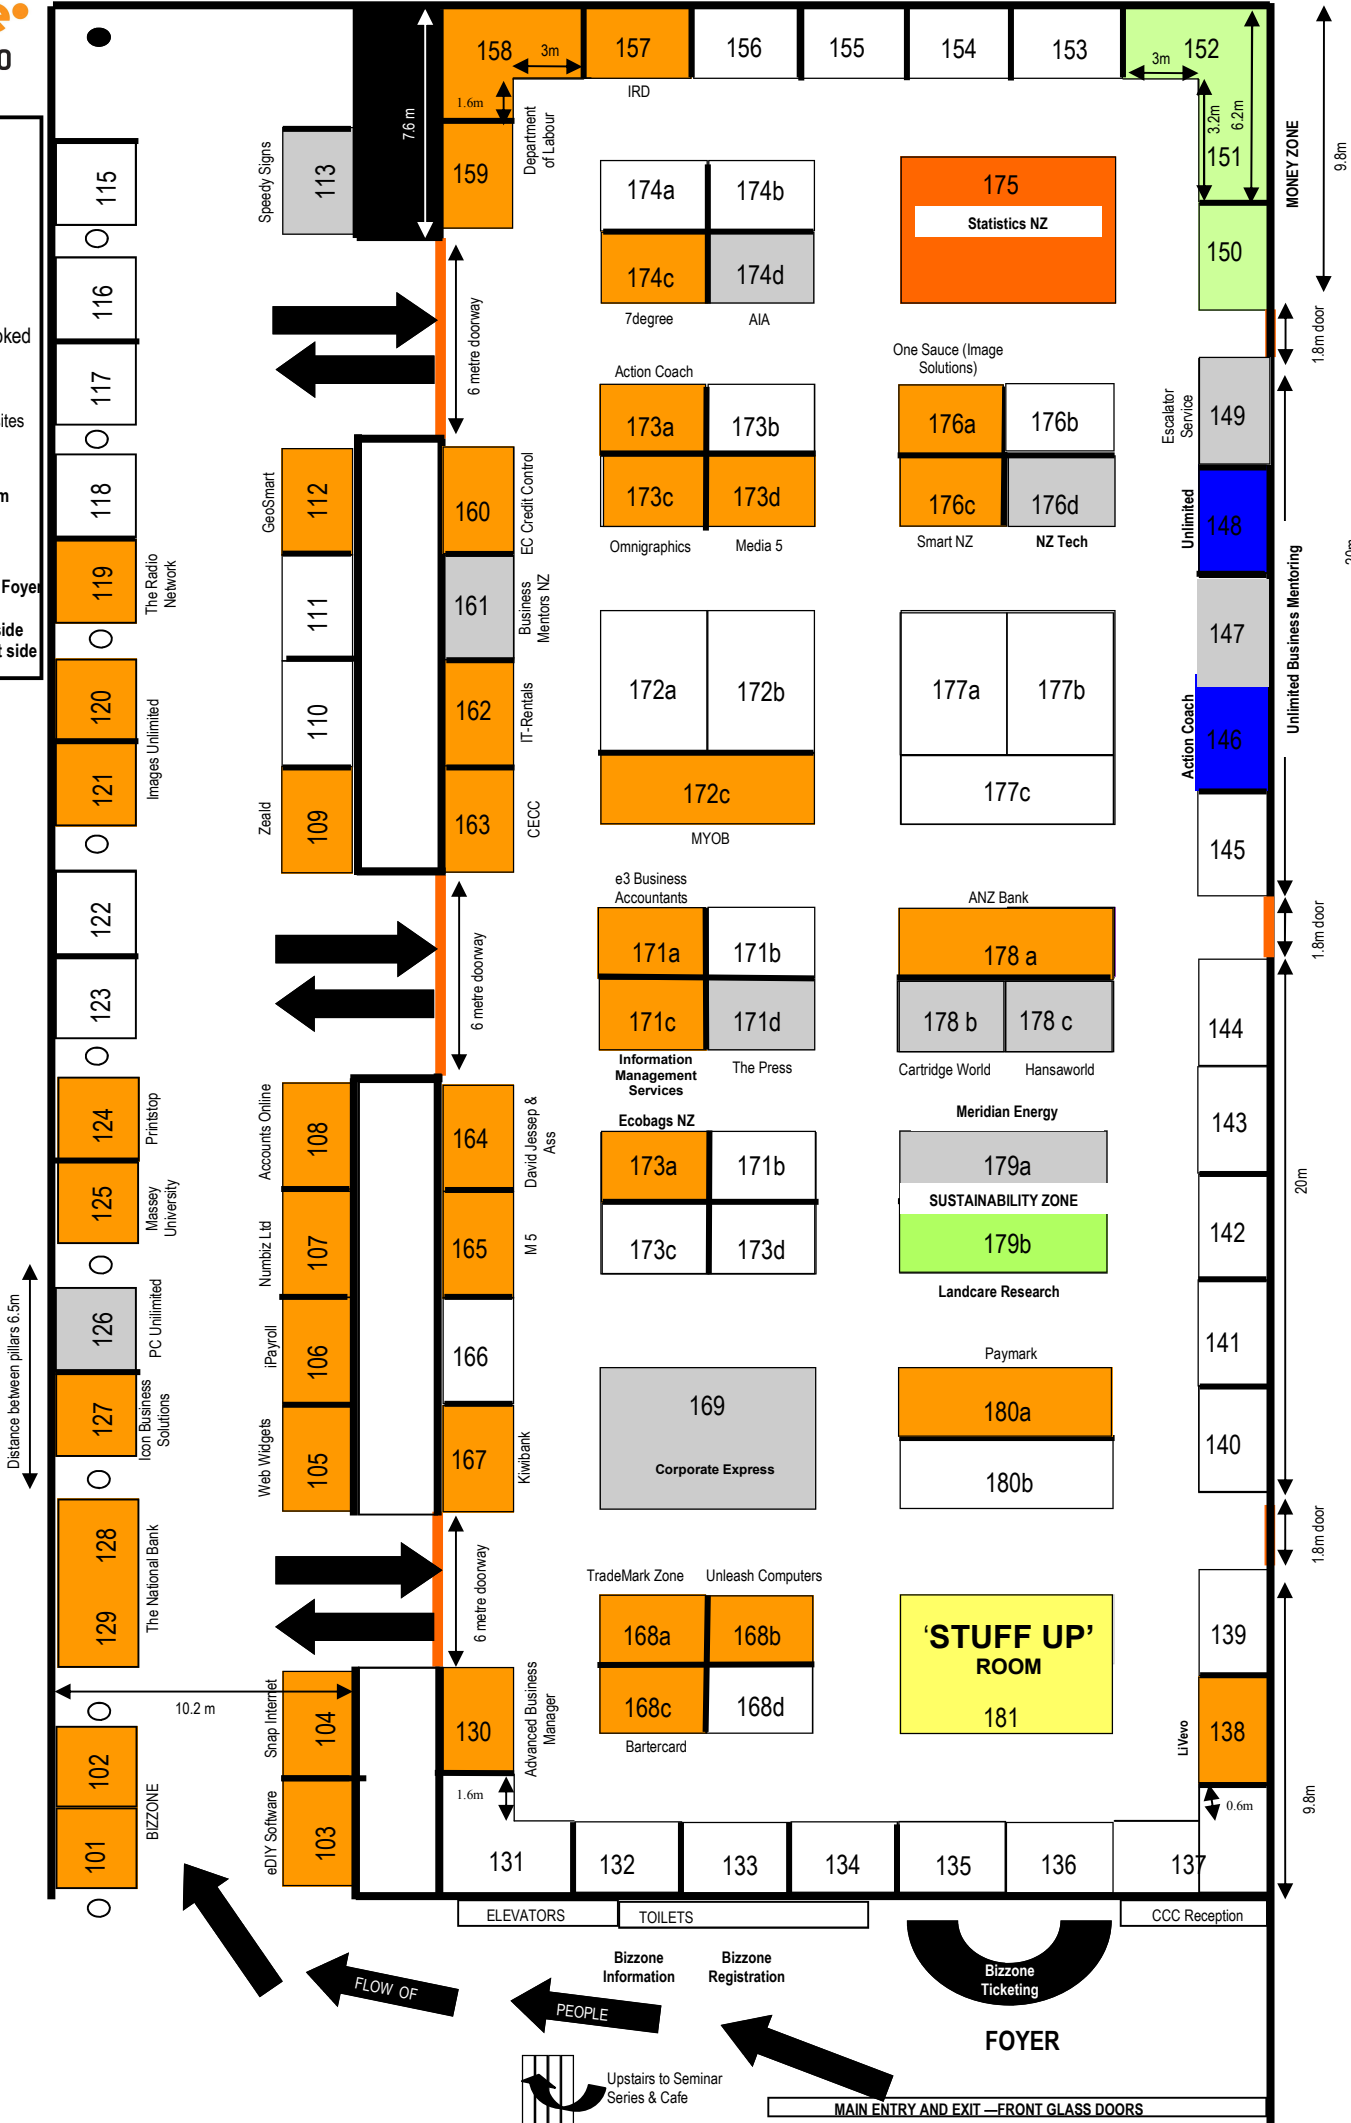 e
0
oked
sites
m
Foyer
side
t side
158
3m
157
156
155
154
153
152
3m
1.6m
7.6 m
IRD
3.2m
6.2m
151
MONEY ZONE
9.8m
Speedy Signs
113
159
Department
of Labour
115
174a
174b
174c
174d
7degree
AIA
175
Statistics NZ
150
116
6 metre doorway
1.8m door
117
Action Coach
173a
173b
173c
173d
Omnigraphics
Media 5
One Sauce (Image
Solutions)
176a
176b
176c
176d
Smart NZ
NZ Tech
Escalator
Service
149
118
GeoSmart
112
160
EC Credit Control
Unlimited
148
20m
119
The Radio
Network
111
161
Business
Mentors NZ
147
Unlimited Business Mentoring
120
121
Images Unlimited
110
162
IT-Rentals
172a
172b
172c
MYOB
177a
177b
177c
Action Coach
146
Zeald
109
163
CECC
145
122
123
6 metre doorway
e3 Business
Accountants
171a
171b
171c
171d
Information
Management
Services
The Press
ANZ Bank
178 a
178 b
178 c
Cartridge World
Hansaworld
1.8m door
144
124
Printstop
Accounts Online
108
164
David Jessep &
Ass
Ecobags NZ
173a
171b
173c
173d
Meridian Energy
179a
SUSTAINABILITY ZONE
179b
Landcare Research
143
20m
125
Massey
University
Numbiz Ltd
107
165
M 5
142
Distance between pillars 6.5m
126
PC Unilimited
iPayroll
106
166
141
127
Icon Business
Solutions
Web Widgets
105
167
Kiwibank
169
Corporate Express
Paymark
180a
180b
140
128
129
The National Bank
6 metre doorway
TradeMark Zone
Unleash Computers
168a
168b
168c
168d
Bartercard
‘STUFF UP’
ROOM
181
1.8m door
139
10.2 m
Snap Internet
104
130
Advanced Business
Manager
LiVevo
138
102
101
BIZZONE
eDIY Software
103
1.6m
0.6m
9.8m
131
132
133
134
135
136
137
ELEVATORS
TOILETS
CCC Reception
Bizzone
Information
Bizzone
Registration
Bizzone
Ticketing
FLOW OF
PEOPLE
FOYER
Upstairs to Seminar
Series & Cafe
MAIN ENTRY AND EXIT —FRONT GLASS DOORS